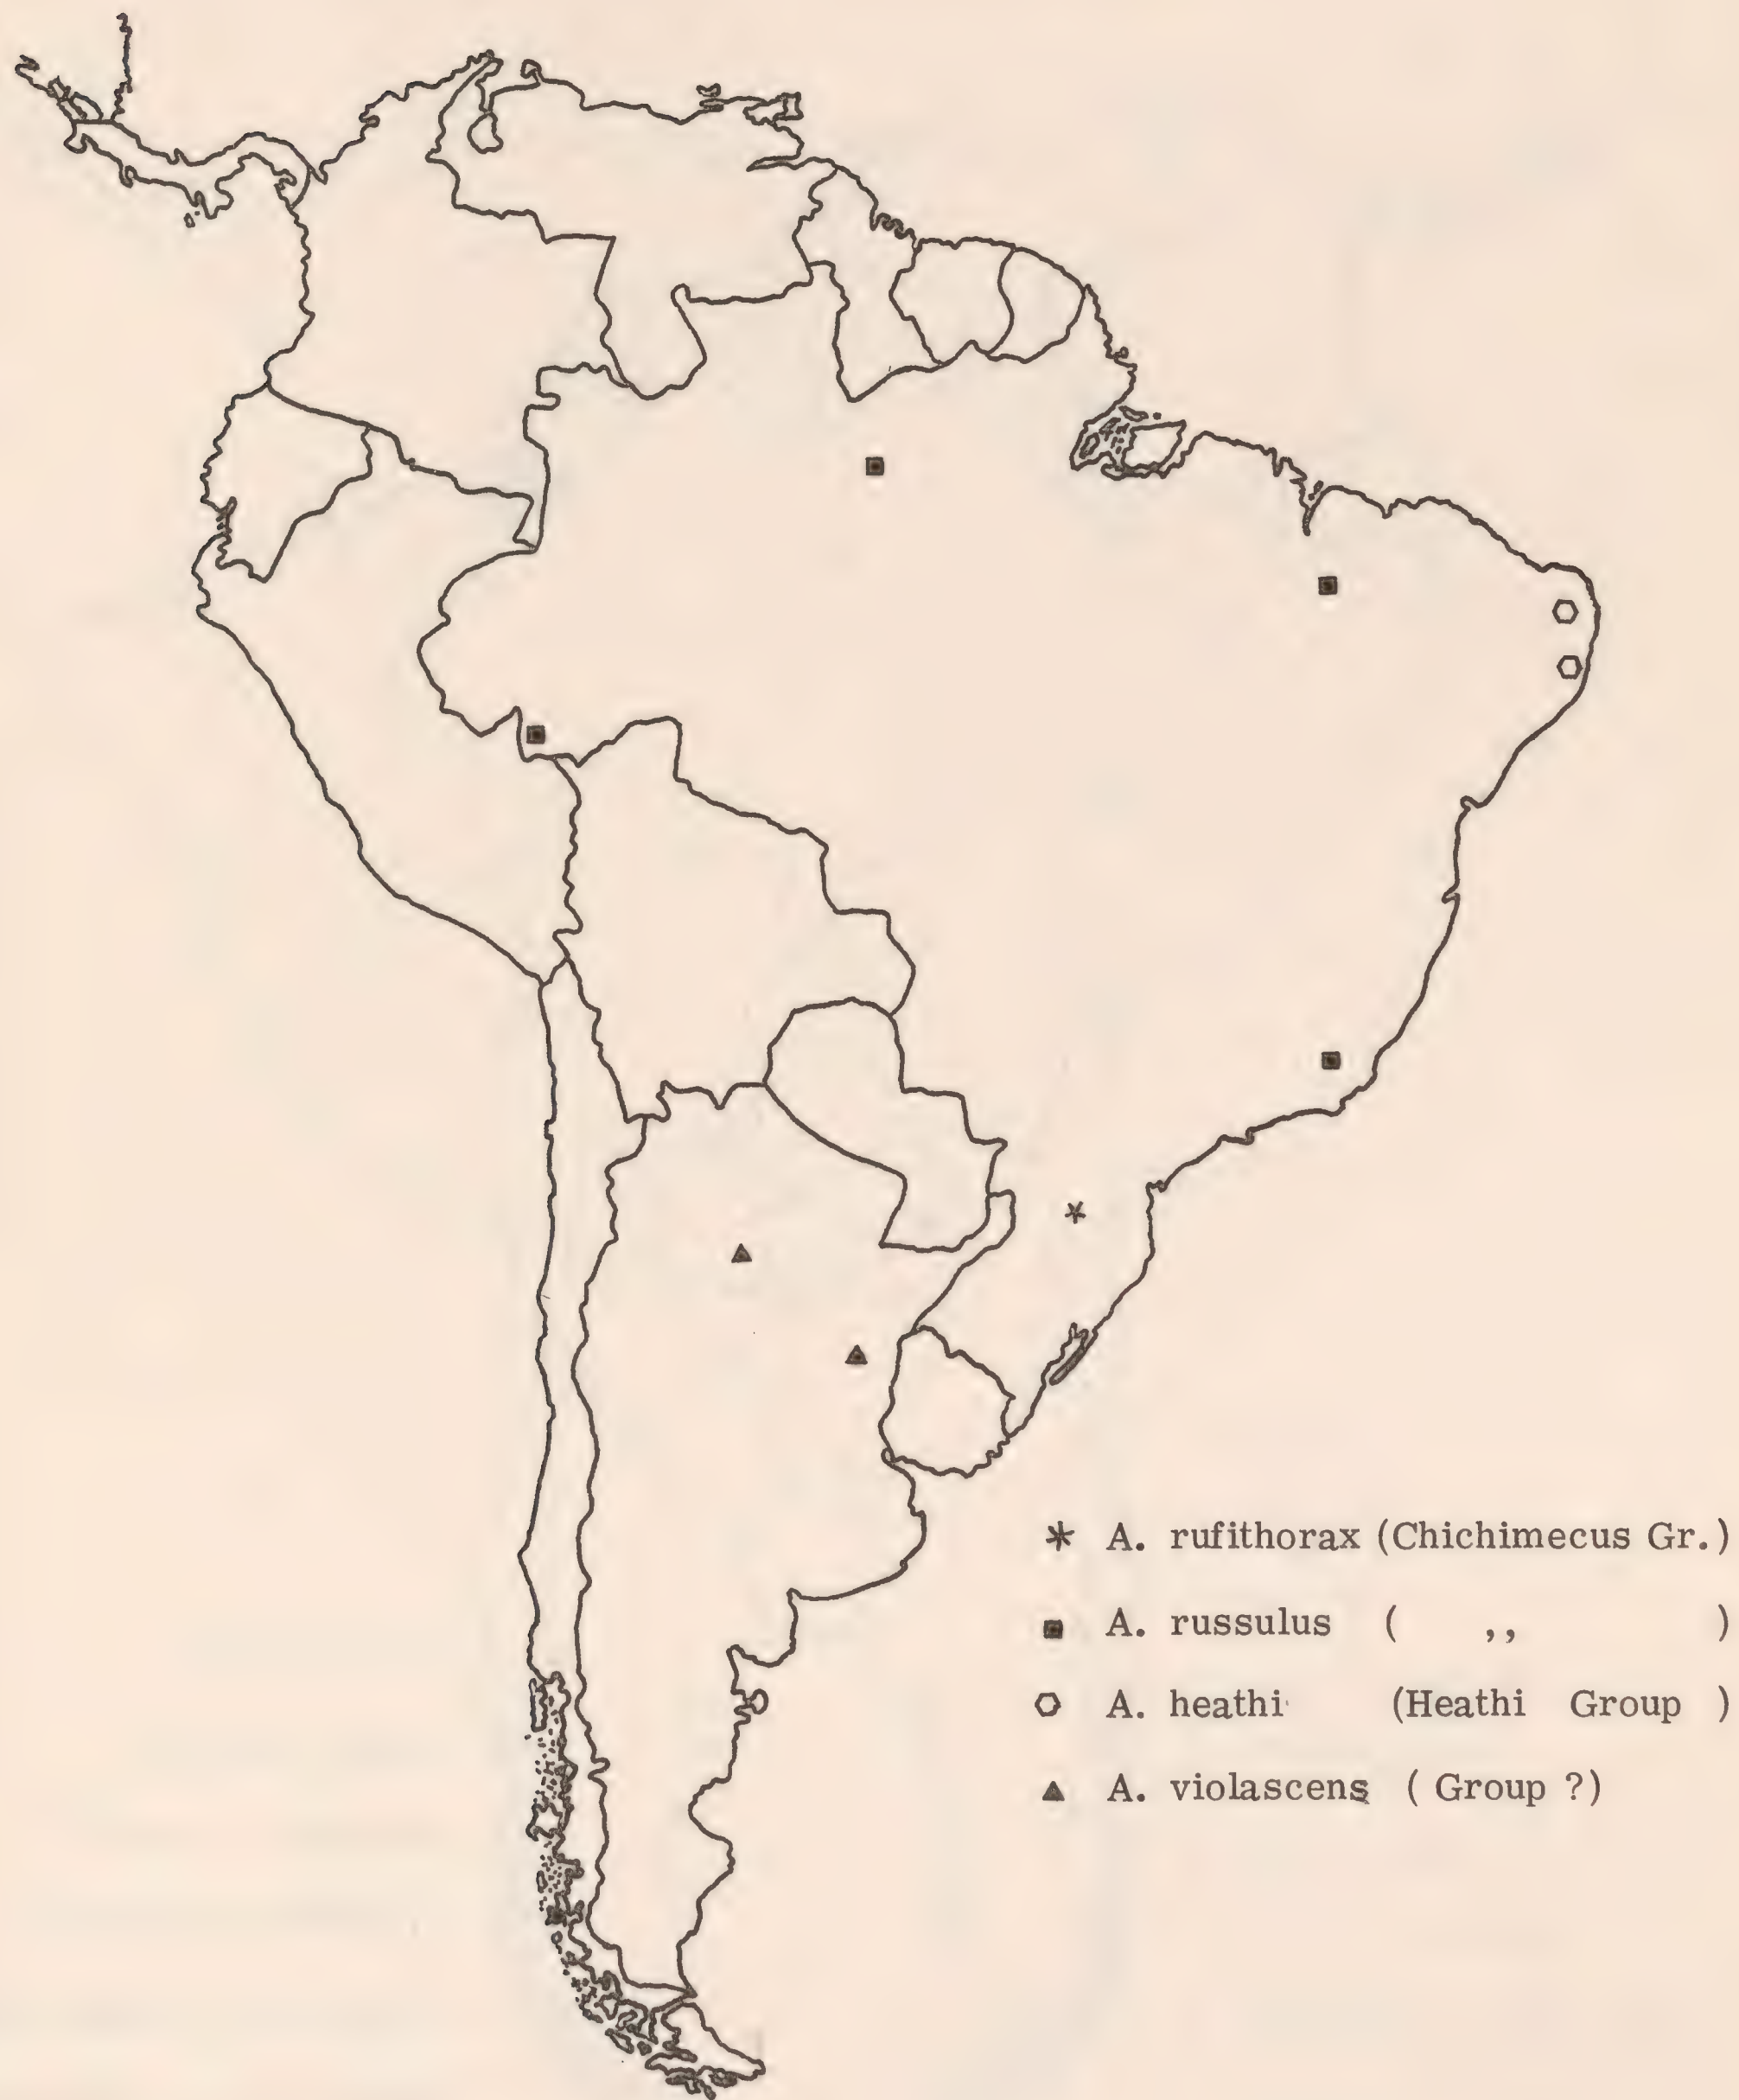 * A. rufithorax (Chichimecus Gr.)
A. russulus ( ,, )
A. heathi (Heathi Group )
A. violascens ( Group ?)